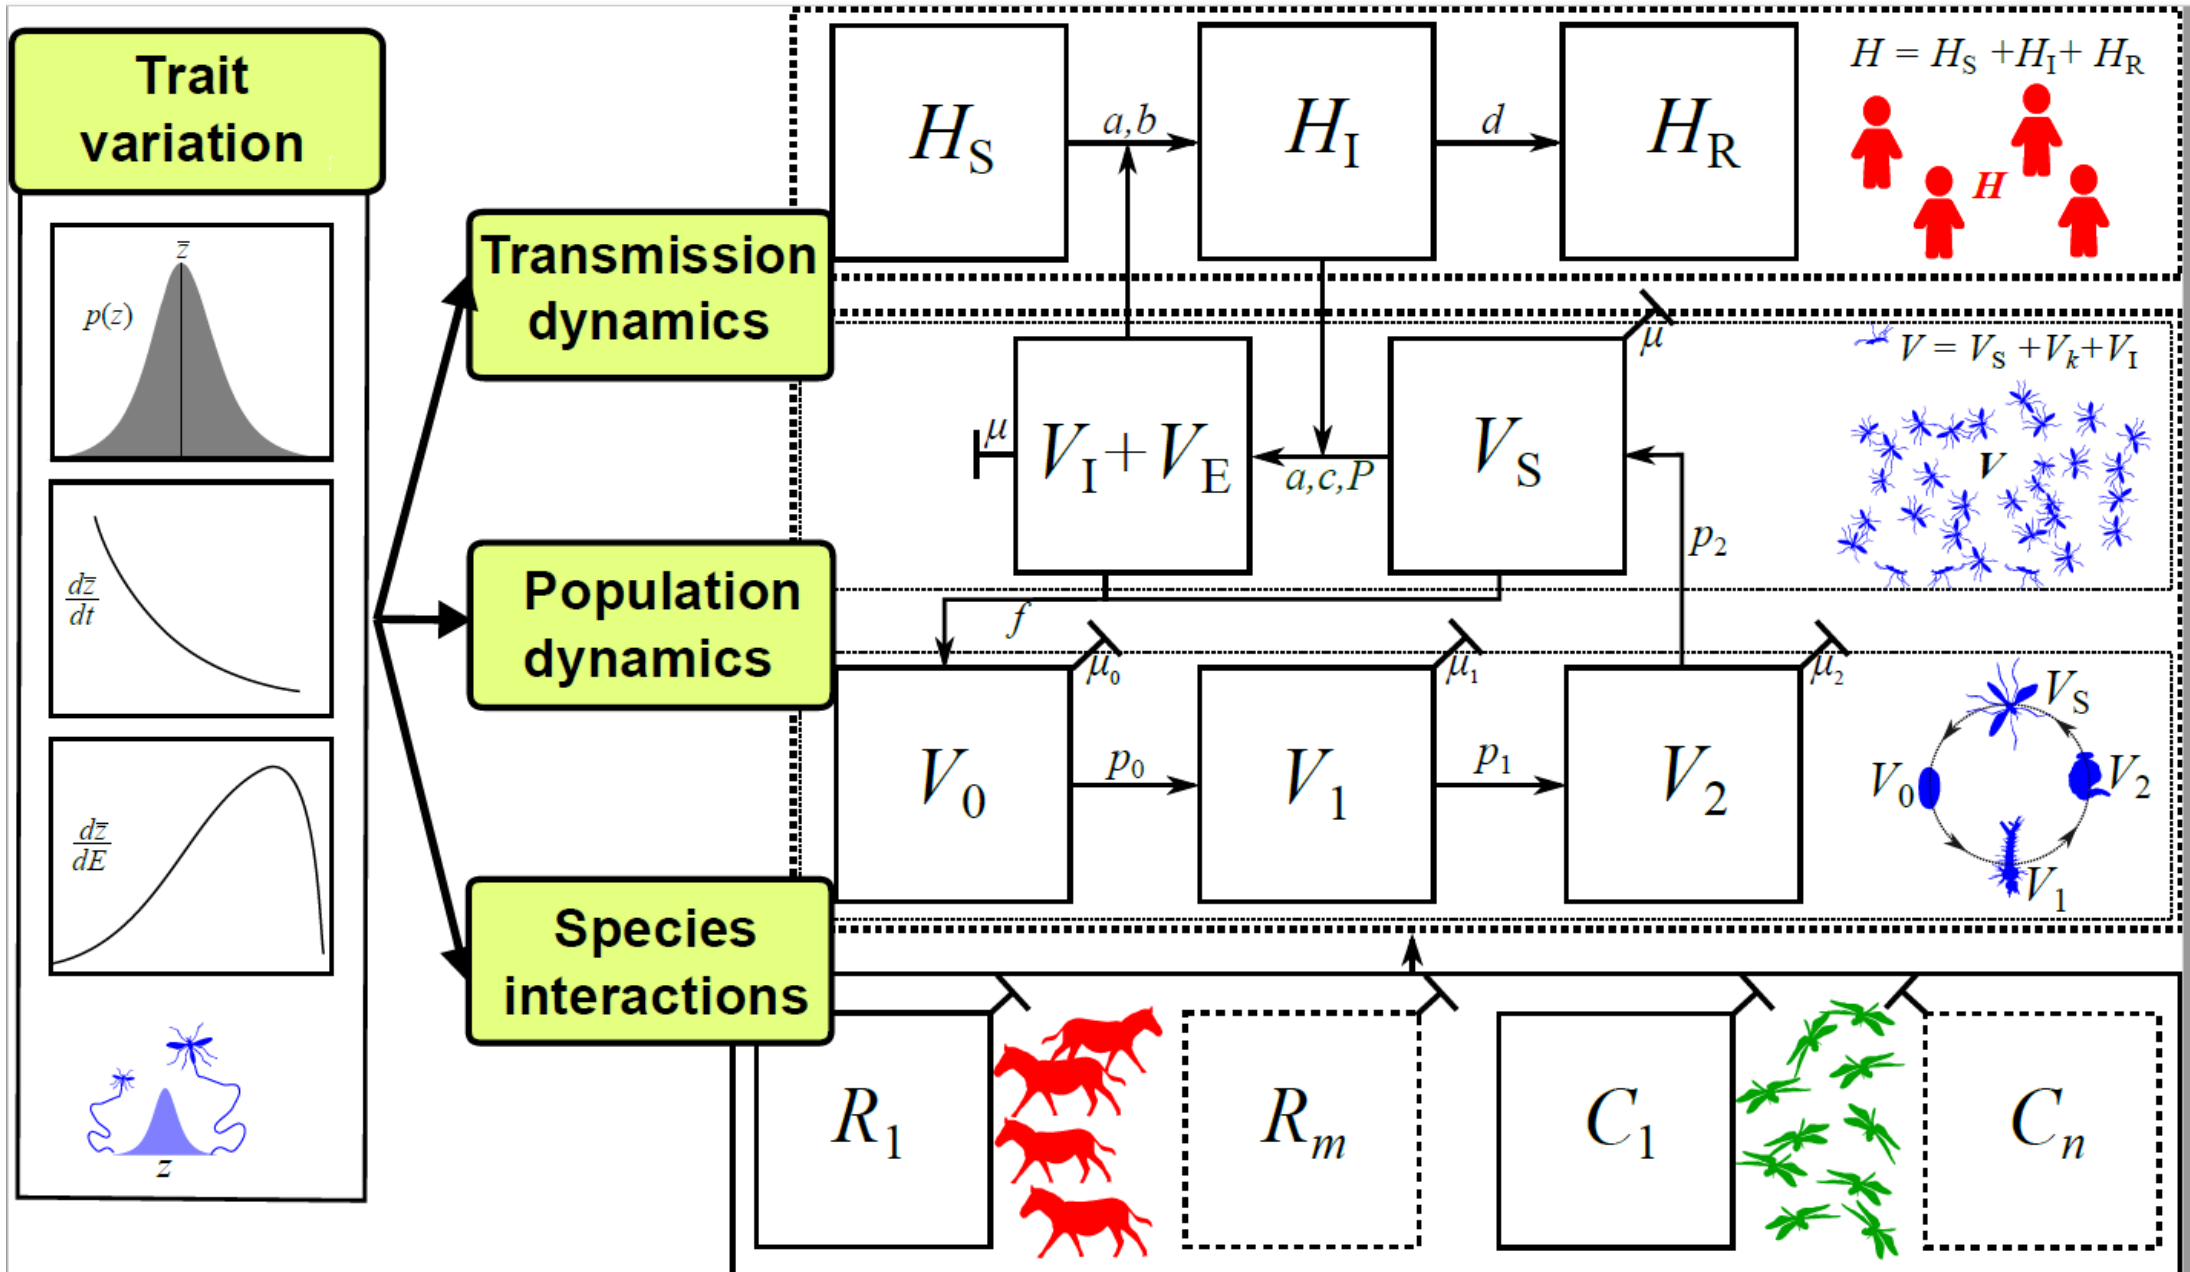 Trait
variation
z̄
p(z)
dz̄
dt
dz̄
dE
z
Transmission
dynamics
Population
dynamics
Species
interactions
H_S
a,b
H_I
d
H_R
H = H_S +H_I+ H_R
H
μ
V_I+V_E
a,c,P
V_S
μ
V = V_S +V_k+V_I
V
p_2
f
V_0
μ_0
p_0
V_1
μ_1
p_1
V_2
μ_2
V_S
V_0
V_2
V_1
R_1
R_m
C_1
C_n